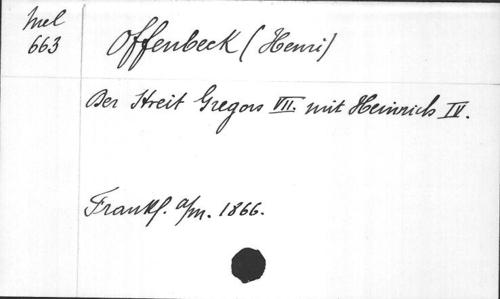 Mel
663
Offenbeck (Henri)
Der Streit Gregors VII. mit Heinrich IV.
Frankf. a/m. 1866.